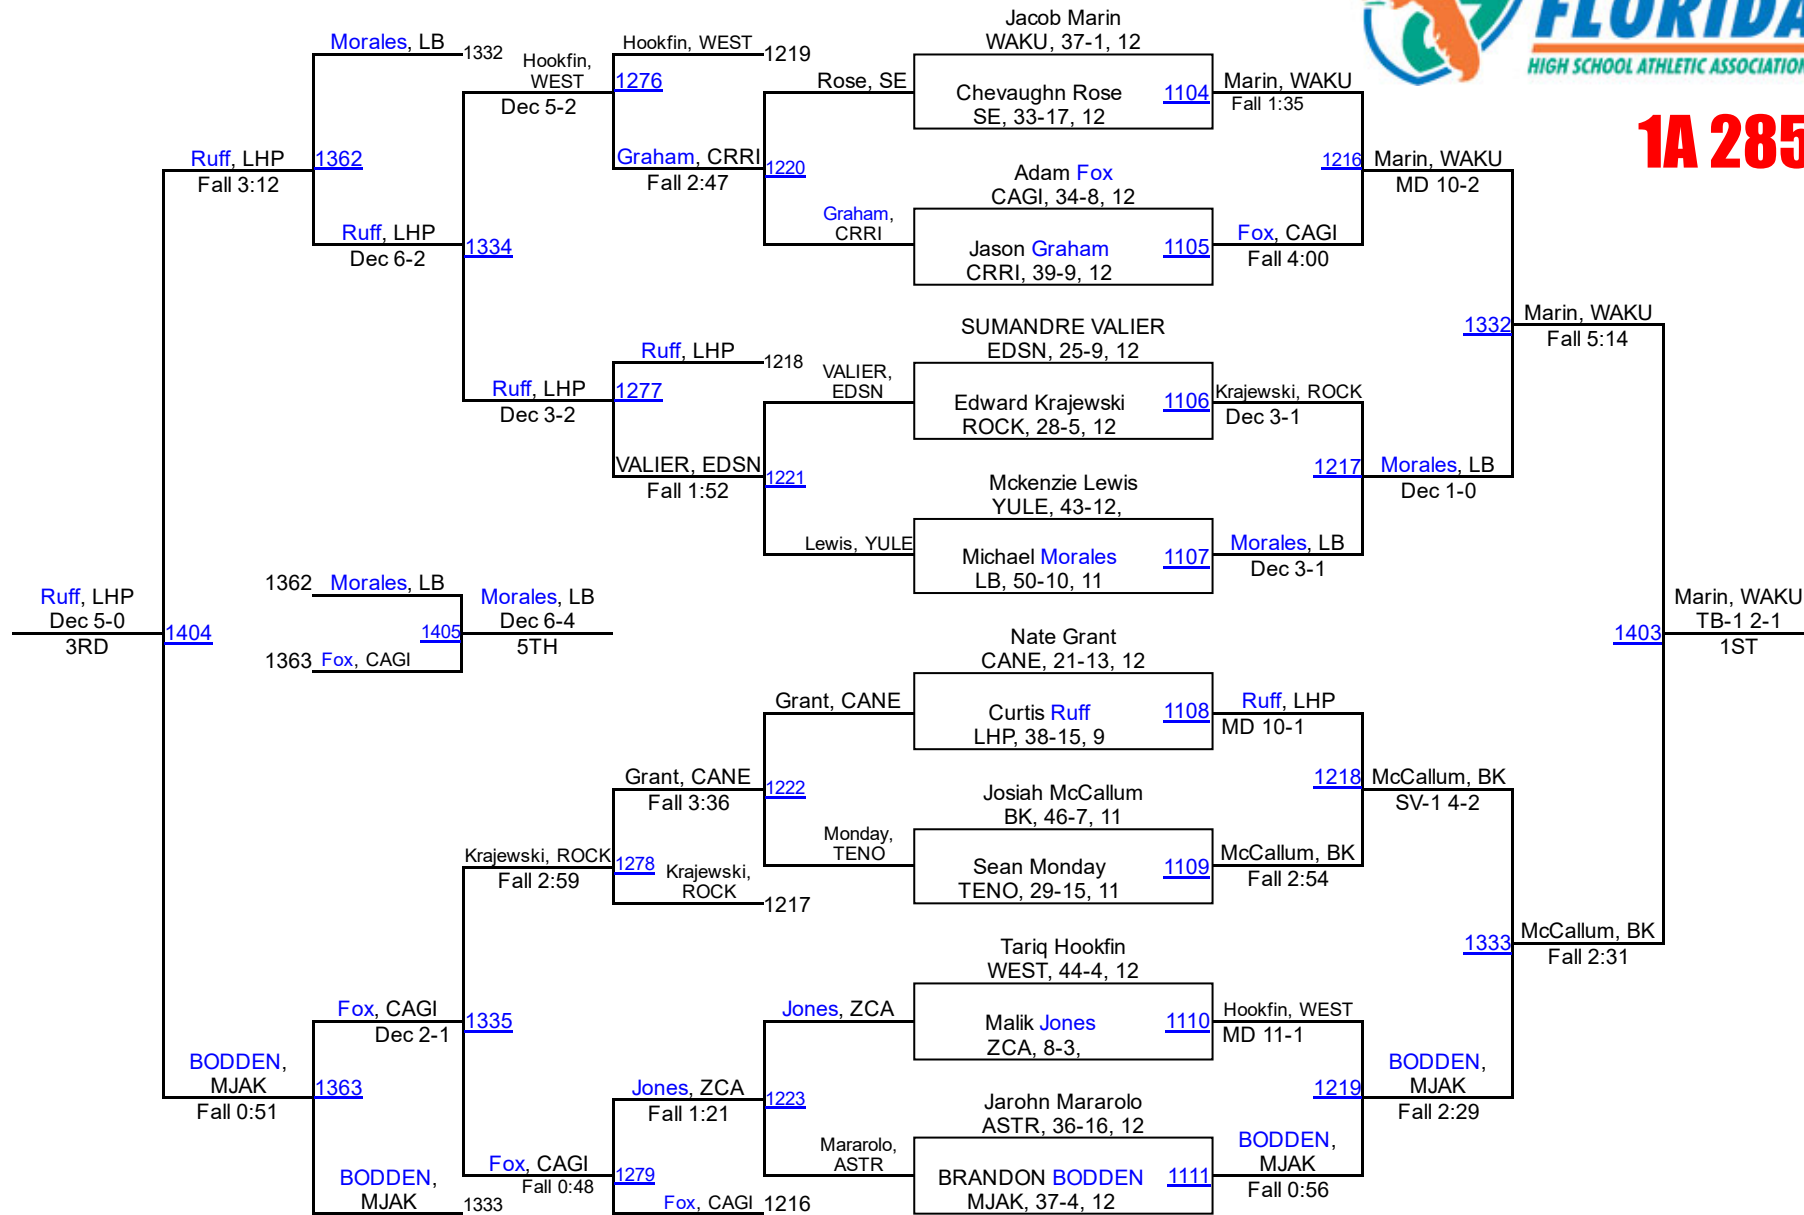 FLORIDA
HIGH SCHOOL ATHLETIC ASSOCIATION
1A 285
Jacob Marin
WAKU, 37-1, 12
Chevaughn Rose
SE, 33-17, 12
1104
Adam Fox
CAGI, 34-8, 12
Jason Graham
CRRI, 39-9, 12
1105
SUMANDRE VALIER
EDSN, 25-9, 12
Edward Krajewski
ROCK, 28-5, 12
1106
Mckenzie Lewis
YULE, 43-12,
Michael Morales
LB, 50-10, 11
1107
Nate Grant
CANE, 21-13, 12
Curtis Ruff
LHP, 38-15, 9
1108
Josiah McCallum
BK, 46-7, 11
Sean Monday
TENO, 29-15, 11
1109
Tariq Hookfin
WEST, 44-4, 12
Malik Jones
ZCA, 8-3,
1110
Jarohn Mararolo
ASTR, 36-16, 12
BRANDON BODDEN
MJAK, 37-4, 12
1111
Marin, WAKU
Fall 1:35
Fox, CAGI
Fall 4:00
Krajewski, ROCK
Dec 3-1
Morales, LB
Dec 3-1
Ruff, LHP
MD 10-1
McCallum, BK
Fall 2:54
Hookfin, WEST
MD 11-1
BODDEN,
MJAK
Fall 0:56
1216
Marin, WAKU
MD 10-2
1217
Morales, LB
Dec 1-0
1218
McCallum, BK
SV-1 4-2
1219
BODDEN,
MJAK
Fall 2:29
1332
Marin, WAKU
Fall 5:14
1333
McCallum, BK
Fall 2:31
1403
Marin, WAKU
TB-1 2-1
1ST
Rose, SE
Graham,
CRRI
VALIER,
EDSN
Lewis, YULE
Grant, CANE
Monday,
TENO
Jones, ZCA
Mararolo,
ASTR
Hookfin, WEST
1219
Graham, CRRI
Fall 2:47
1220
Ruff, LHP
1218
VALIER, EDSN
Fall 1:52
1221
Grant, CANE
Fall 3:36
1222
Krajewski,
ROCK
1217
Jones, ZCA
Fall 1:21
1223
Fox, CAGI
1216
Hookfin,
WEST
Dec 5-2
1276
Ruff, LHP
Dec 3-2
1277
Krajewski, ROCK
Fall 2:59
1278
Fox, CAGI
Fall 0:48
1279
Morales, LB
1332
Ruff, LHP
Dec 6-2
1334
Fox, CAGI
Dec 2-1
1335
BODDEN,
MJAK
1333
Ruff, LHP
Fall 3:12
1362
BODDEN,
MJAK
Fall 0:51
1363
1362
Morales, LB
1363
Fox, CAGI
1405
Morales, LB
Dec 6-4
5TH
Ruff, LHP
Dec 5-0
3RD
1404